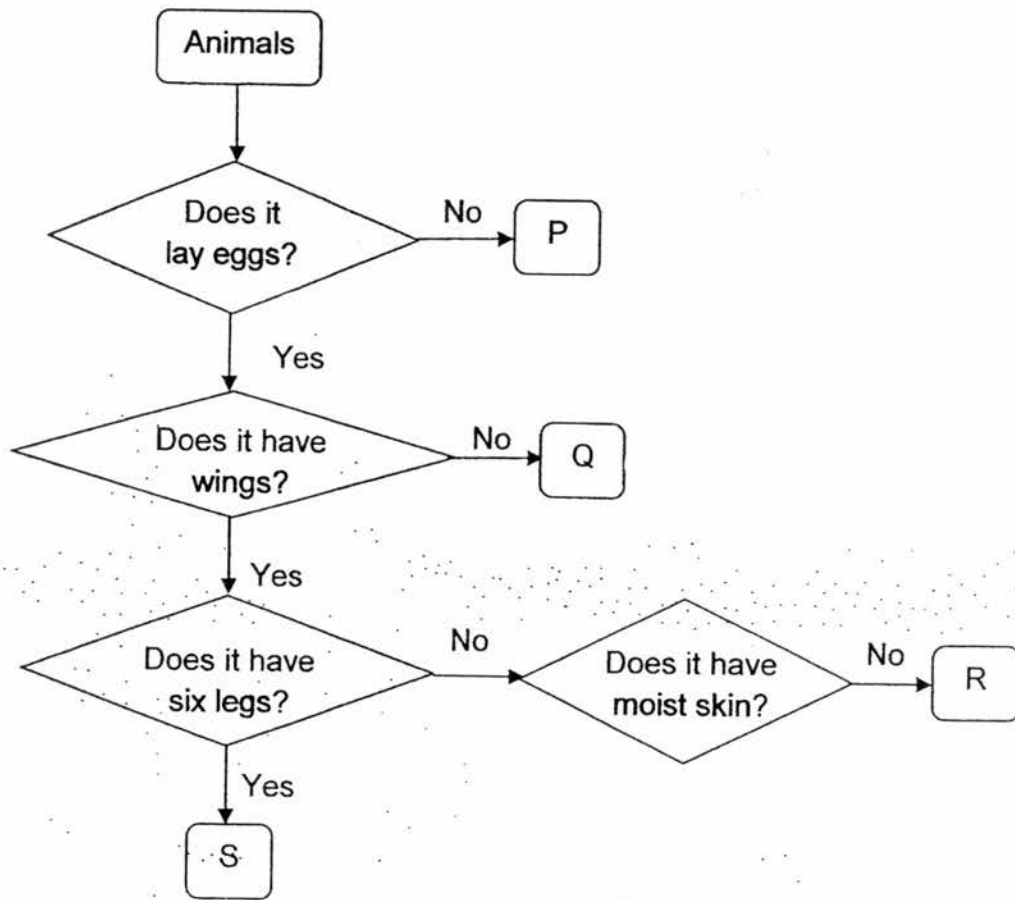 Animals
Does it
lay eggs?
No
P
Yes
Does it have
wings?
No
Q
Yes
Does it have
six legs?
No
Does it have
moist skin?
No
R
Yes
S